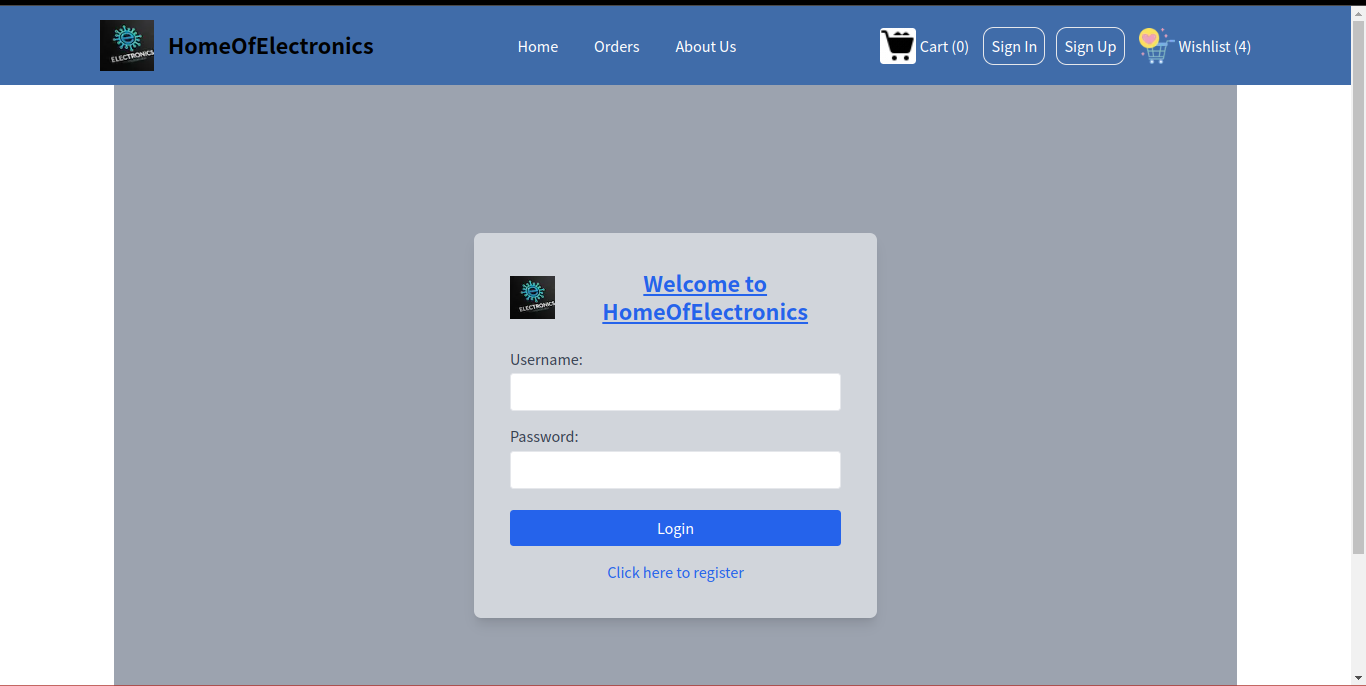 ELECTRONICS
HomeOfElectronics
Home
Orders
About Us
Cart (0)
Sign In
Sign Up
Wishlist (4)
ELECTRONICS
Welcome to
HomeOfElectronics
Username:
Password:
Login
Click here to register